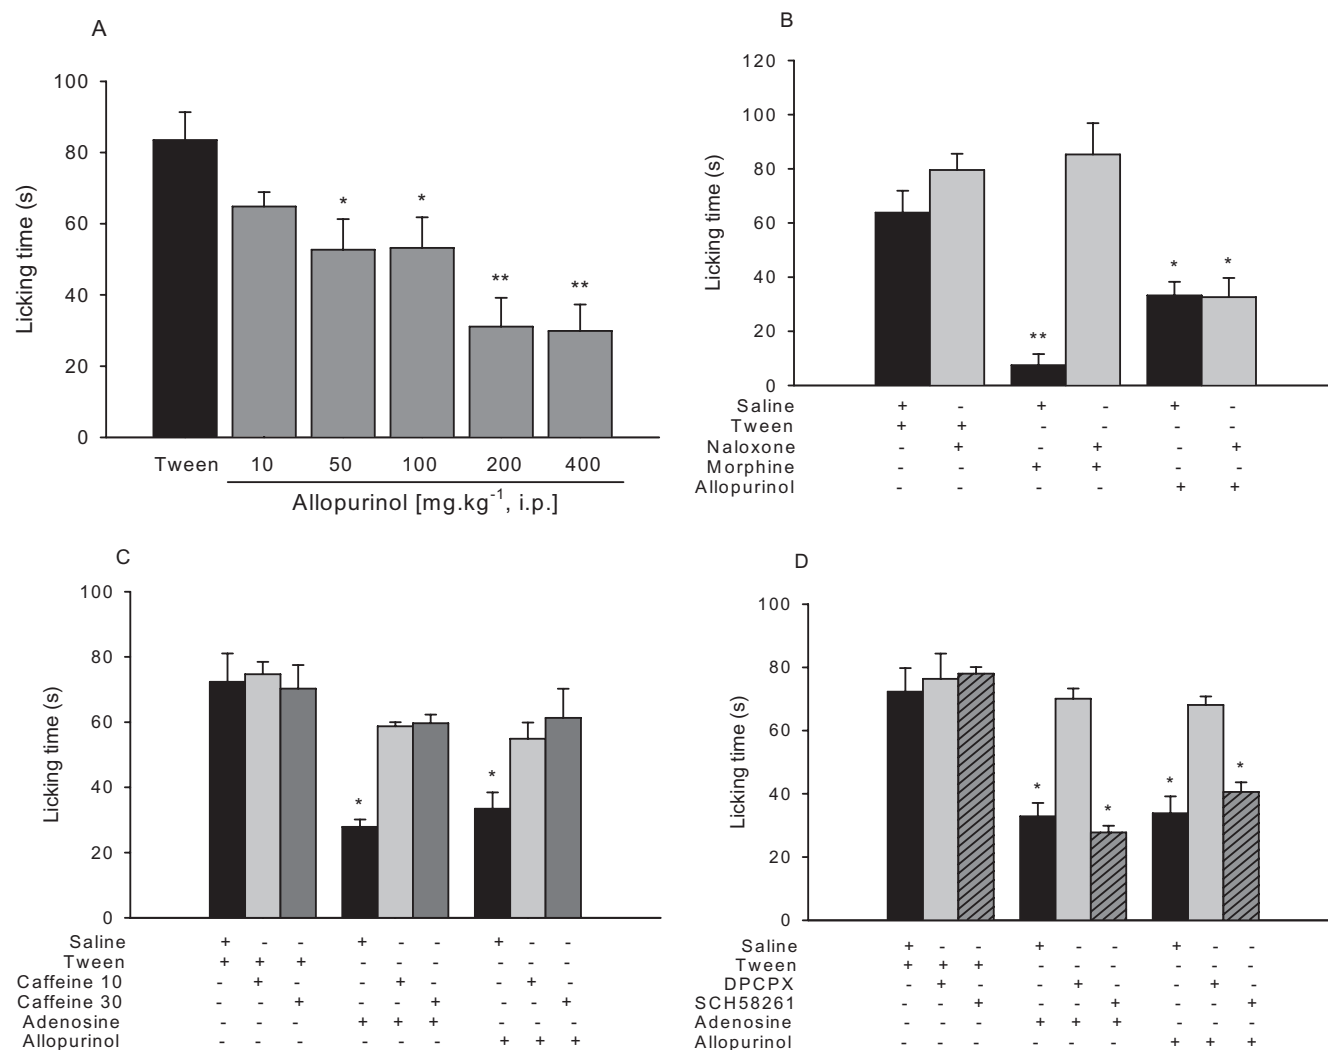 A
Licking time (s)
100
80
60
40
20
0
* * ** **
Tween 10 50 100 200 400
Allopurinol [mg.kg-1, i.p.]
B
Licking time (s)
120
100
80
60
40
20
0
** * *
Saline + - + - + -
Tween + + - - - -
Naloxone - + - + - +
Morphine - - + + - -
Allopurinol - - - - + +
C
Licking time (s)
100
80
60
40
20
0
* *
Saline + - - + - - + - -
Tween + + + - - - - - -
Caffeine 10 - + - - + - - + -
Caffeine 30 - - + - - + - - +
Adenosine - - - + + + - - -
Allopurinol - - - - - - + + +
D
Licking time (s)
100
80
60
40
20
0
* * * *
Saline + - - + - - + - -
Tween + + + - - - - - -
DPCPX - + - - + - - + -
SCH58261 - - + - - + - - +
Adenosine - - - + + + - - -
Allopurinol - - - - - - + + +